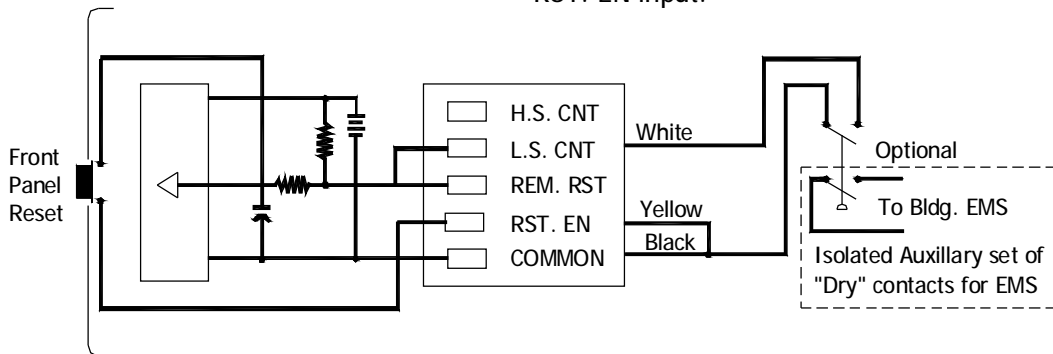 RST. EN input.
H.S. CNT
L.S. CNT
REM. RST
RST. EN
COMMON
Front
Panel
Reset
White
Yellow
Black
Optional
To Bldg. EMS
Isolated Auxillary set of
"Dry" contacts for EMS